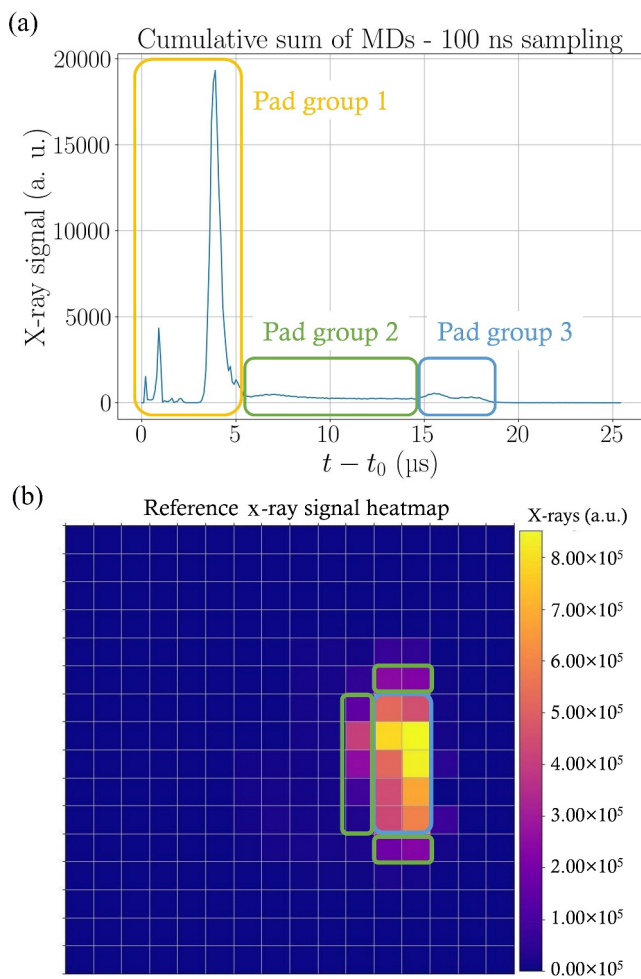 (a)
Cumulative sum of MDs - 100 ns sampling
20000
15000
10000
5000
0
X-ray signal (a. u.)
Pad group 1
Pad group 2
Pad group 3
0 5 10 15 20 25
t − t₀ (µs)
(b)
Reference x-ray signal heatmap
X-rays (a.u.)
8.00×10⁵
7.00×10⁵
6.00×10⁵
5.00×10⁵
4.00×10⁵
3.00×10⁵
2.00×10⁵
1.00×10⁵
0.00×10⁵